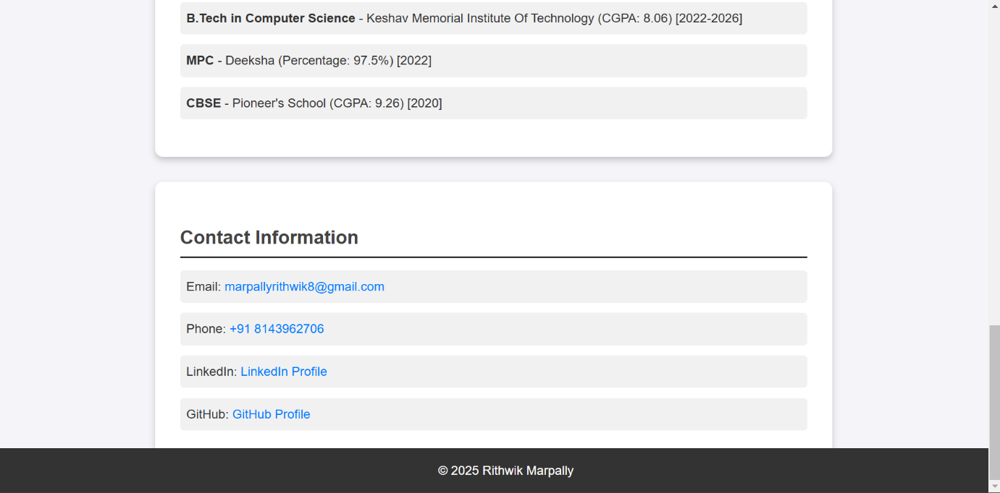 B.Tech in Computer Science - Keshav Memorial Institute Of Technology (CGPA: 8.06) [2022-2026]
MPC - Deeksha (Percentage: 97.5%) [2022]
CBSE - Pioneer's School (CGPA: 9.26) [2020]
Contact Information
Email: marpallyrithwik8@gmail.com
Phone: +91 8143962706
LinkedIn: LinkedIn Profile
GitHub: GitHub Profile
© 2025 Rithwik Marpally